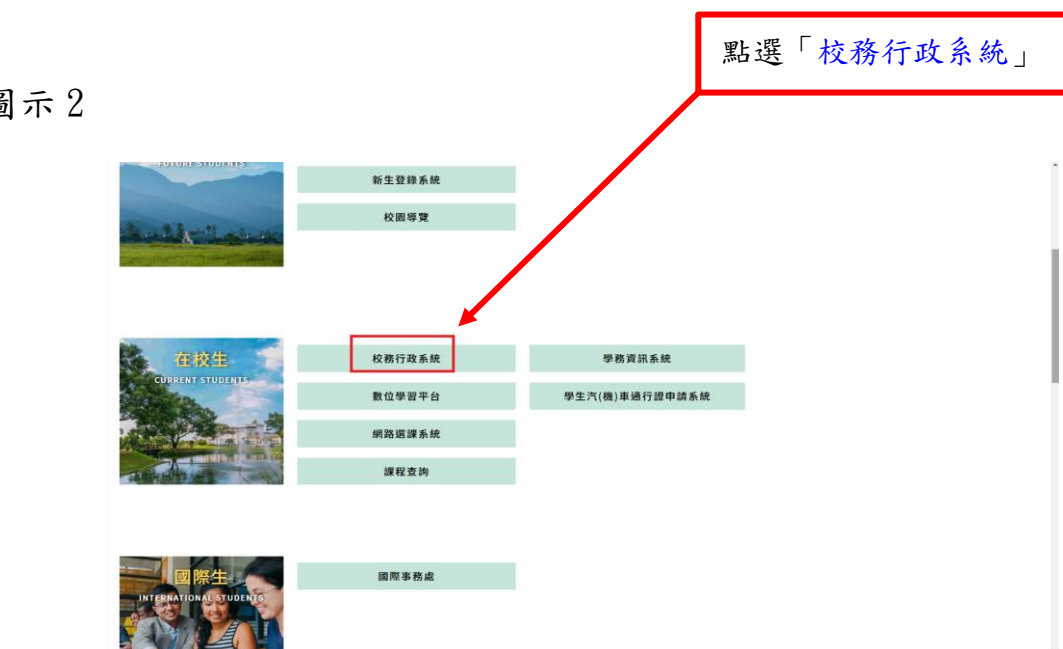 點選「校務行政系統」
圖示2
FUTURE STUDENTS
新生登錄系統
校園導覽
在校生
CURRENT STUDENTS
校務行政系統
學務資訊系統
數位學習平台
學生汽(機)車通行證申請系統
網路選課系統
課程查詢
國際生
INTERNATIONAL STUDENTS
國際事務處